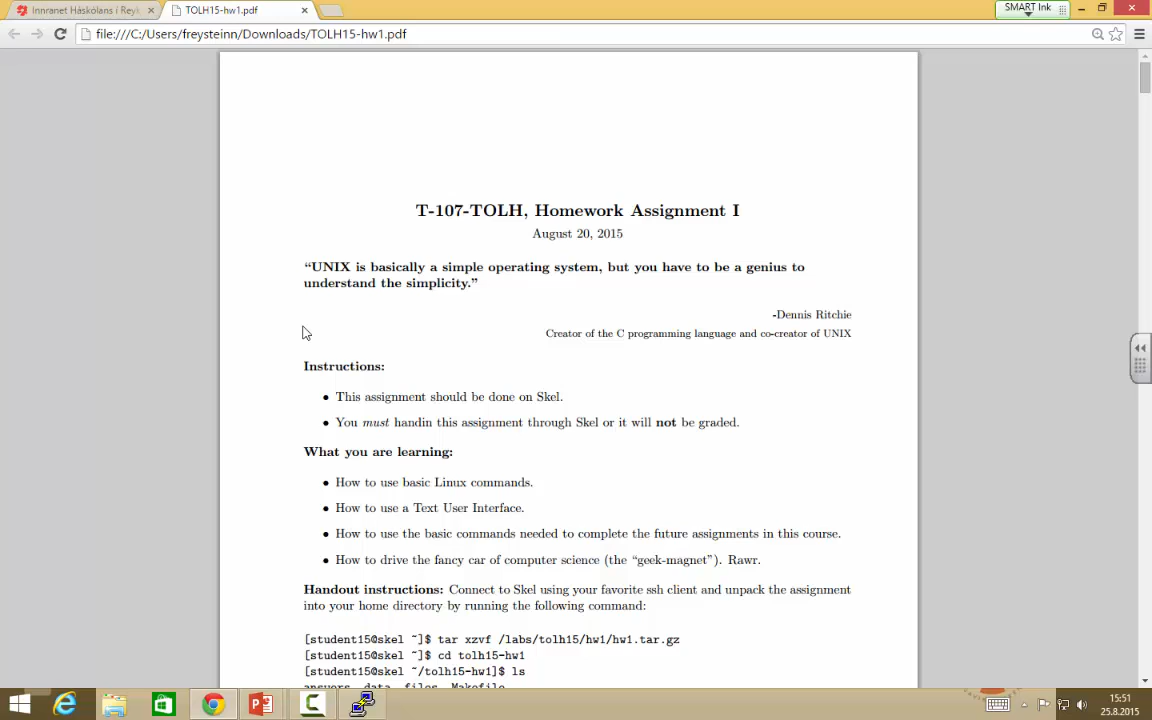 Innranet Háskólans í Reyk
TOLH15-hw1.pdf
SMART Ink
file:///C:/Users/freysteinn/Downloads/TOLH15-hw1.pdf
T-107-TOLH, Homework Assignment I
August 20, 2015
“UNIX is basically a simple operating system, but you have to be a genius to
understand the simplicity.”
-Dennis Ritchie
Creator of the C programming language and co-creator of UNIX
Instructions:
• This assignment should be done on Skel.
• You must handin this assignment through Skel or it will not be graded.
What you are learning:
• How to use basic Linux commands.
• How to use a Text User Interface.
• How to use the basic commands needed to complete the future assignments in this course.
• How to drive the fancy car of computer science (the “geek-magnet”). Rawr.
Handout instructions: Connect to Skel using your favorite ssh client and unpack the assignment
into your home directory by running the following command:
[student15@skel ~]$ tar xzvf /labs/tolh15/hw1/hw1.tar.gz
[student15@skel ~]$ cd tolh15-hw1
[student15@skel ~/tolh15-hw1]$ ls
answers data files Makefile
15:51
25.8.2015